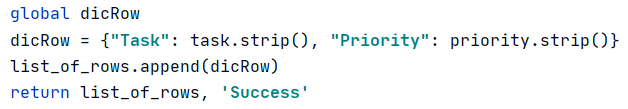 global dicRow
dicRow = {"Task": task.strip(), "Priority": priority.strip()}
list_of_rows.append(dicRow)
return list_of_rows, 'Success'